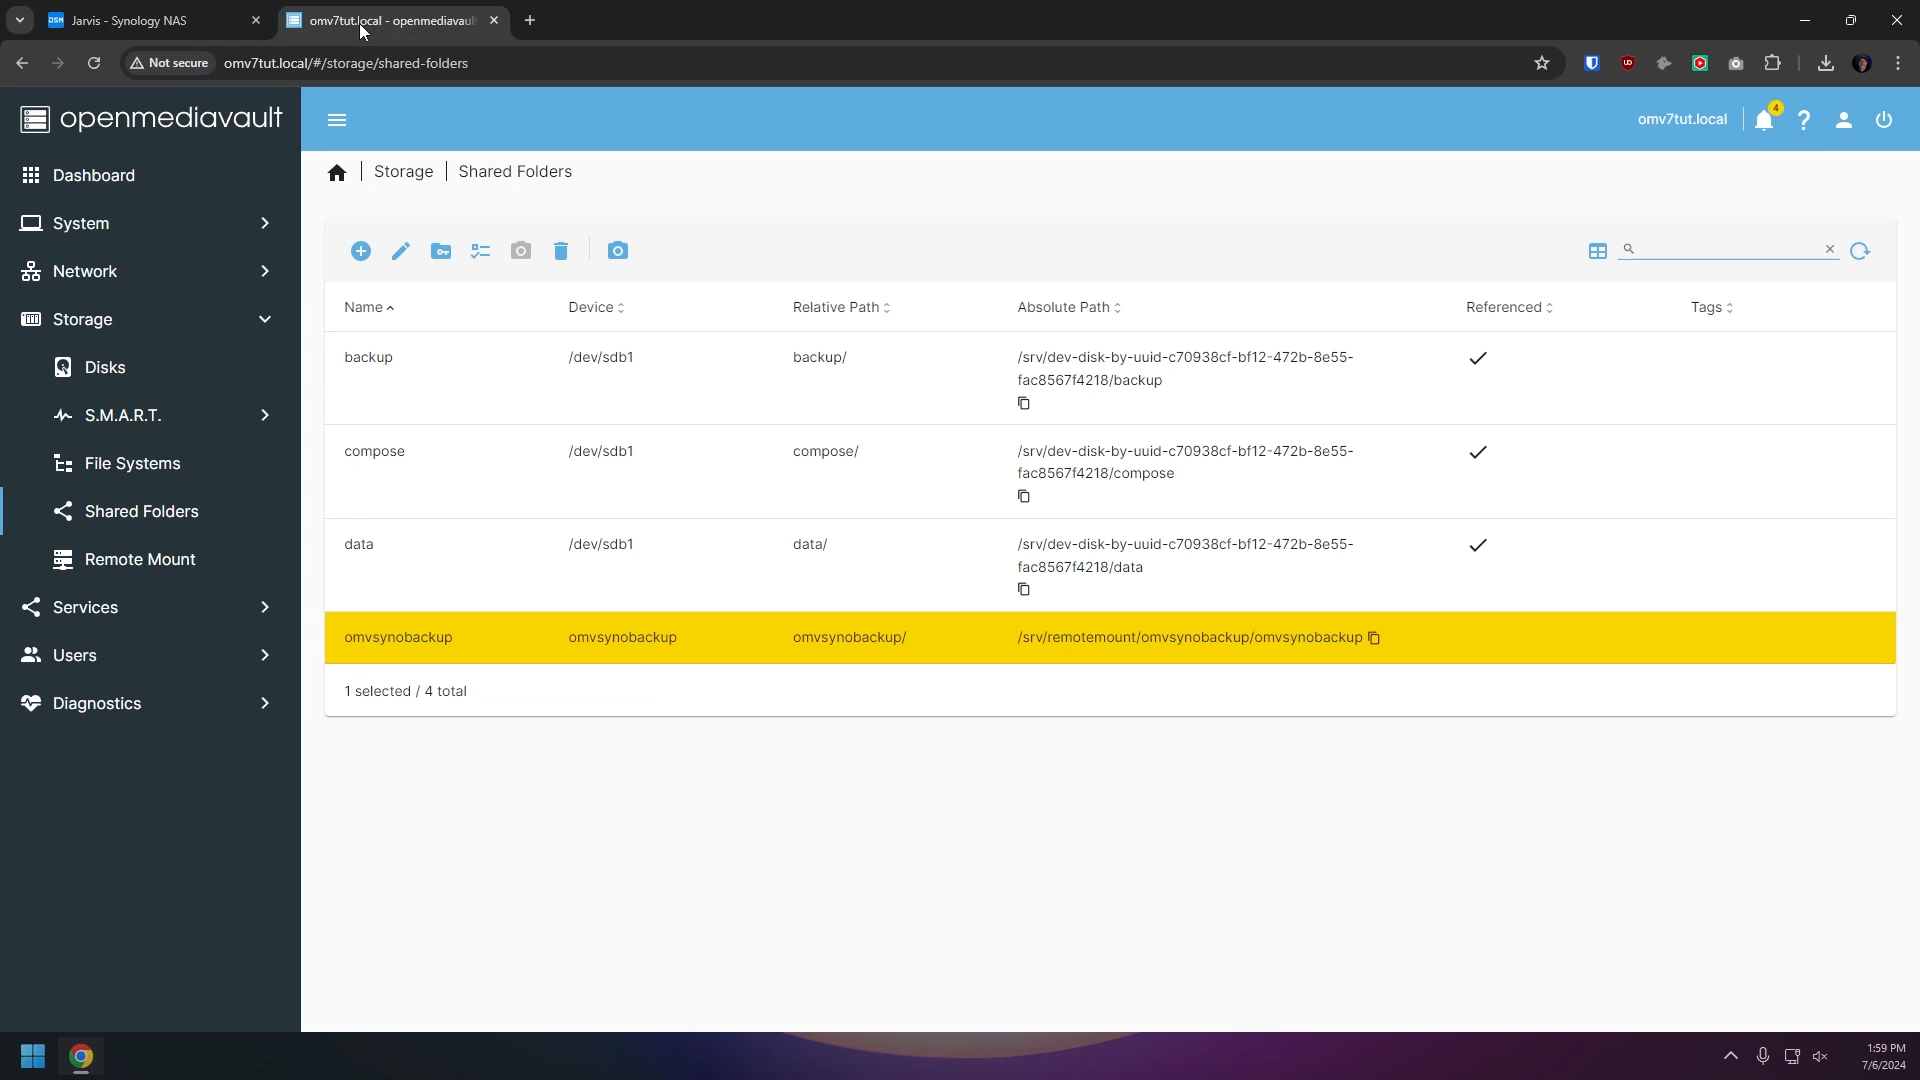 DSM Jarvis - Synology NAS
omv7tut.local - openmediavaul
Not secure
omv7tut.local/#/storage/shared-folders
openmediavault
omv7tut.local
4
Storage
Shared Folders
Dashboard
System
Network
Storage
Disks
S.M.A.R.T.
File Systems
Shared Folders
Remote Mount
Services
Users
Diagnostics
Name Device Relative Path Absolute Path Referenced Tags
backup /dev/sdb1 backup/ /srv/dev-disk-by-uuid-c70938cf-bf12-472b-8e55-
fac8567f4218/backup
compose /dev/sdb1 compose/ /srv/dev-disk-by-uuid-c70938cf-bf12-472b-8e55-
fac8567f4218/compose
data /dev/sdb1 data/ /srv/dev-disk-by-uuid-c70938cf-bf12-472b-8e55-
fac8567f4218/data
omvsynobackup omvsynobackup omvsynobackup/ /srv/remotemount/omvsynobackup/omvsynobackup
1 selected / 4 total
1:59 PM
7/6/2024